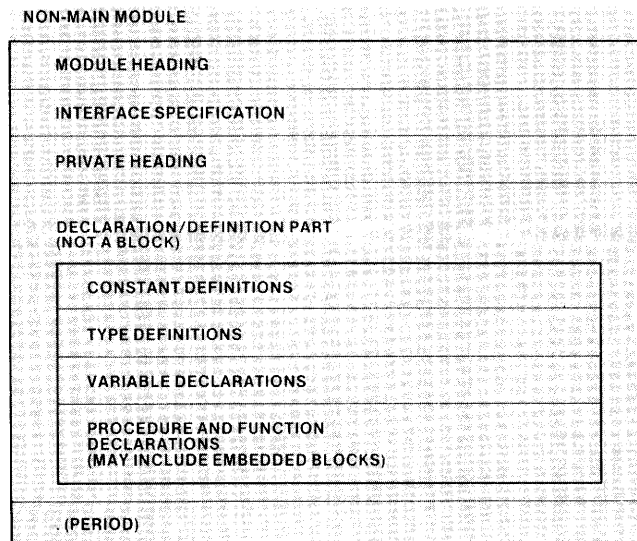 NON-MAIN MODULE
MODULE HEADING
INTERFACE SPECIFICATION
PRIVATE HEADING
DECLARATION/DEFINITION PART
(NOT A BLOCK)
CONSTANT DEFINITIONS
TYPE DEFINITIONS
VARIABLE DECLARATIONS
PROCEDURE AND FUNCTION
DECLARATIONS
(MAY INCLUDE EMBEDDED BLOCKS)
. (PERIOD)